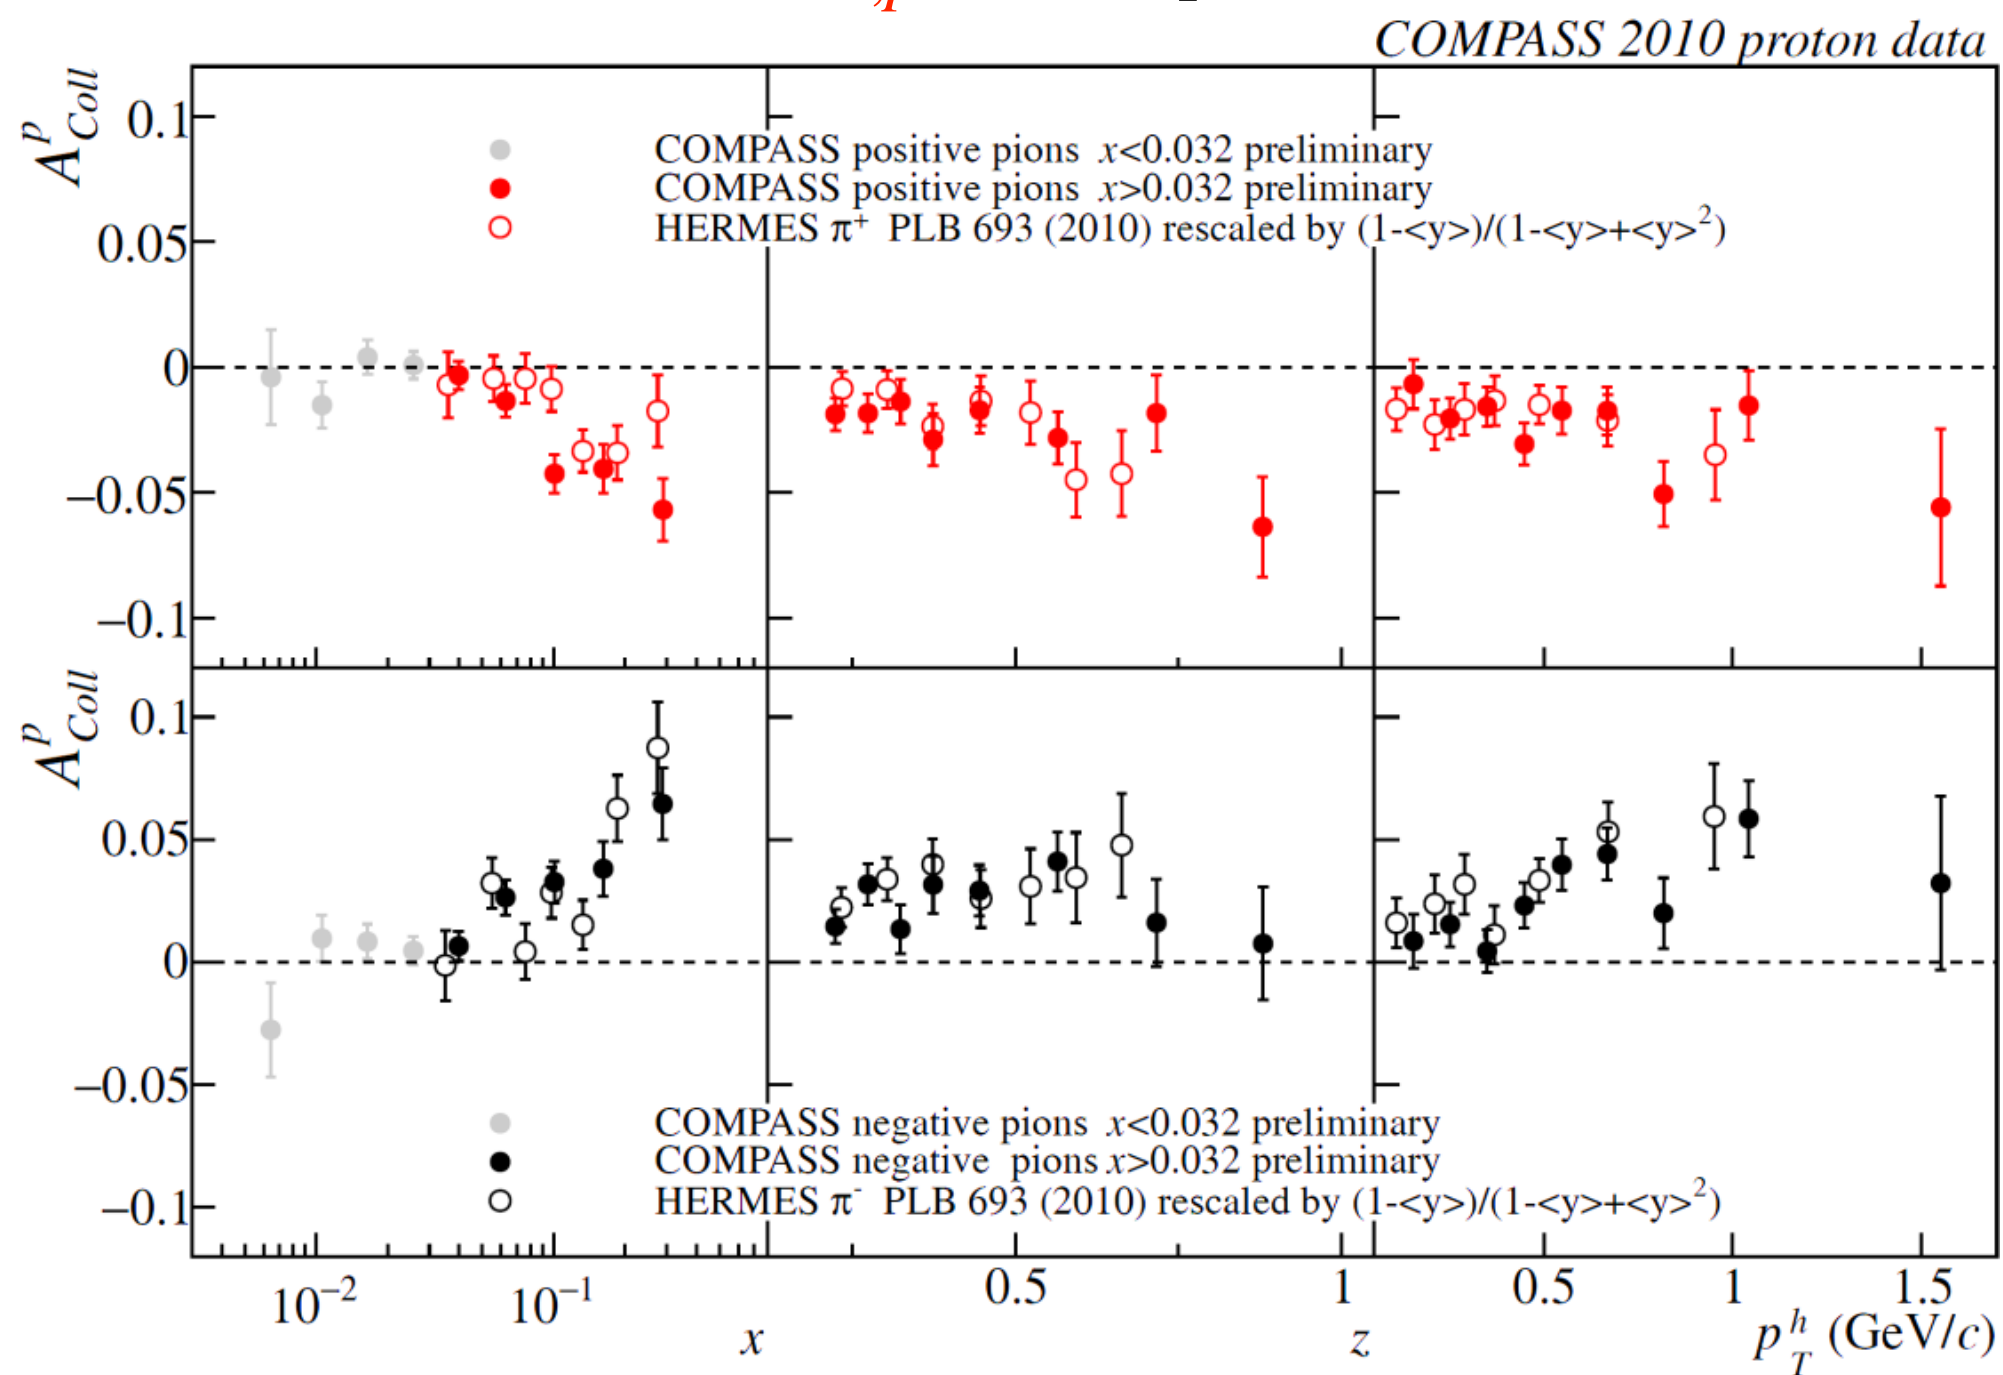 ,p
COMPASS 2010 proton data
A^p_Coll
0.1
0.05
0
−0.05
−0.1
COMPASS positive pions x<0.032 preliminary
COMPASS positive pions x>0.032 preliminary
HERMES π⁺ PLB 693 (2010) rescaled by (1-<y>)/(1-<y>+<y>²)
A^p_Coll
0.1
0.05
0
−0.05
−0.1
COMPASS negative pions x<0.032 preliminary
COMPASS negative pions x>0.032 preliminary
HERMES π⁻ PLB 693 (2010) rescaled by (1-<y>)/(1-<y>+<y>²)
10⁻² 10⁻¹ 0.5 1 0.5 1 1.5
x z p_T^h (GeV/c)